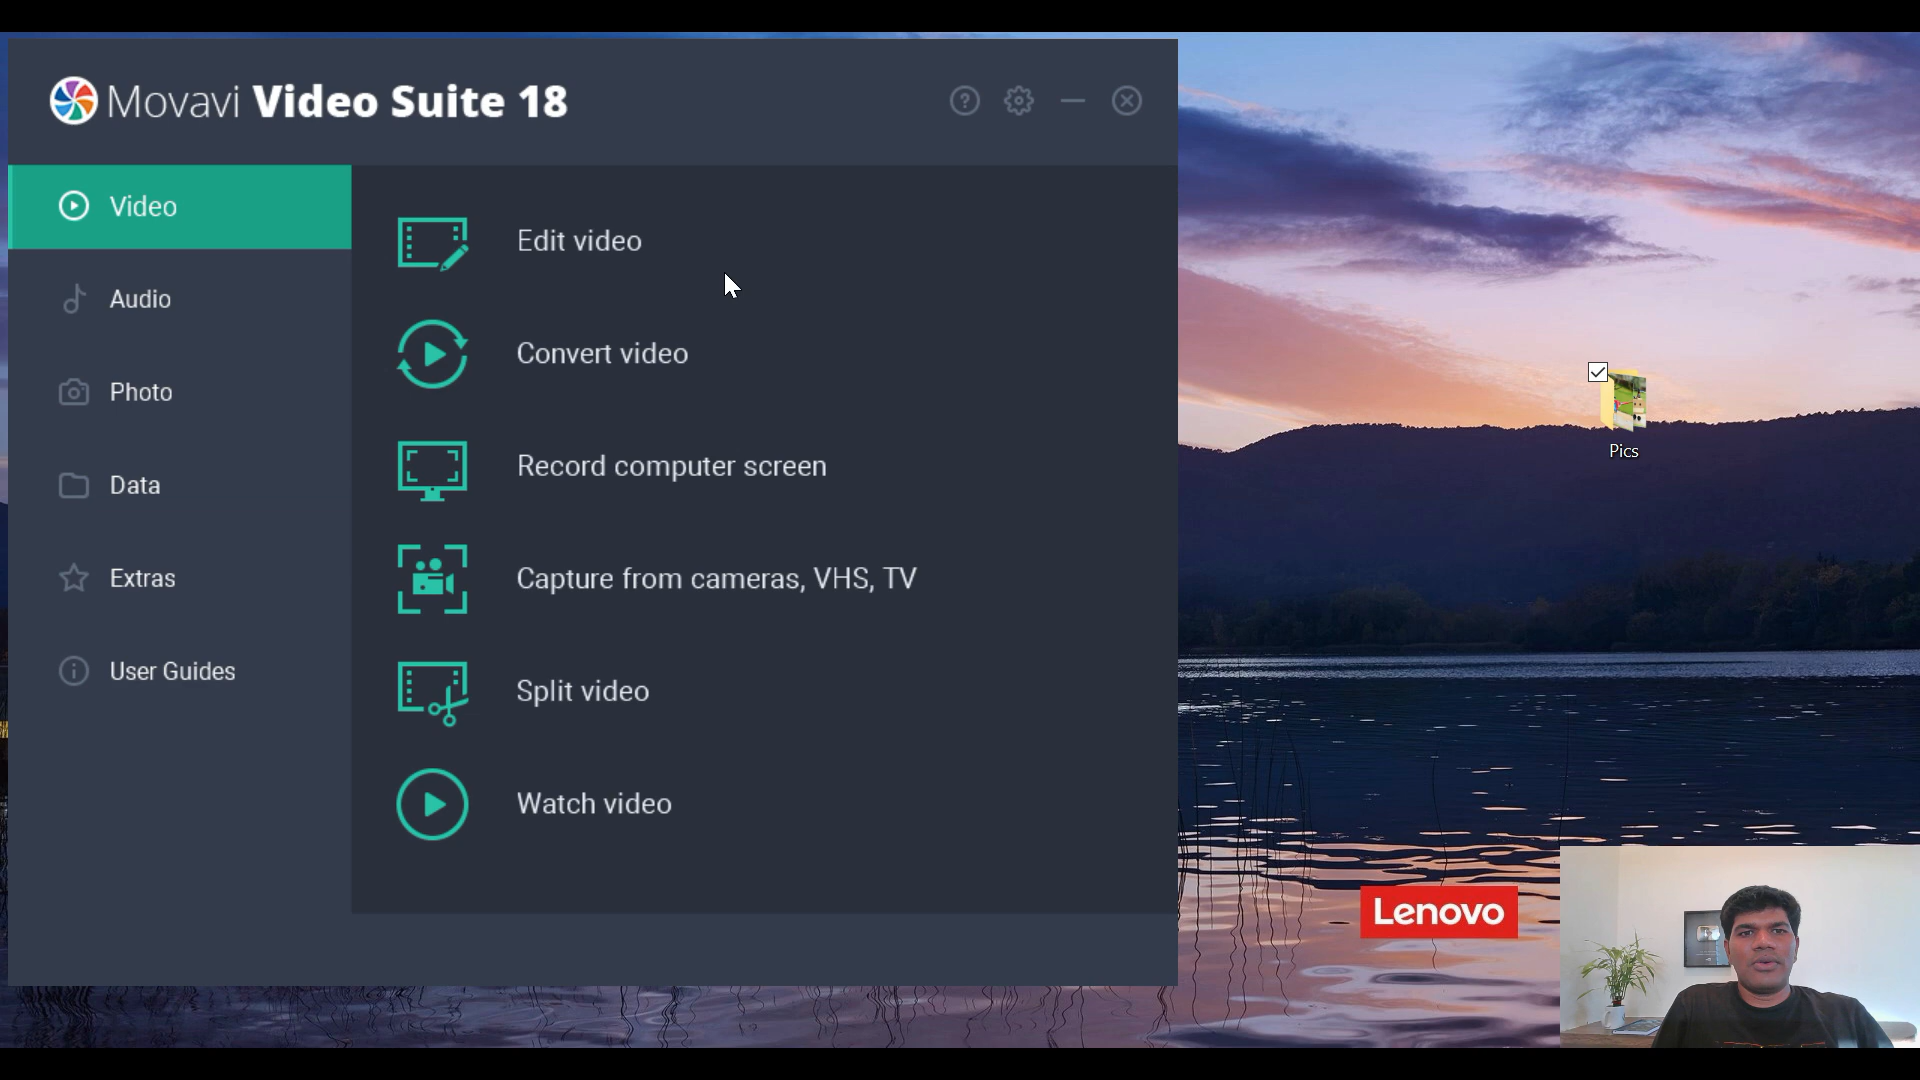 Movavi Video Suite 18
Video
Audio
Photo
Data
Extras
User Guides
Edit video
Convert video
Record computer screen
Capture from cameras, VHS, TV
Split video
Watch video
Pics
Lenovo